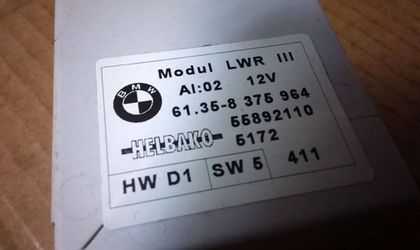 BMW
Modul LWR III
AI:02 12V
61.35-8 375 964
55892110
HELBAKO 5172
HW D1 SW 5 411